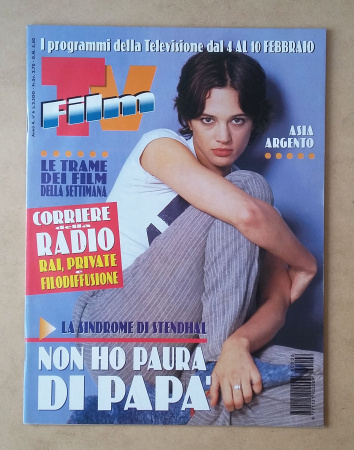 I programmi della Televisione dal 4 AL 10 FEBBRAIO
TV
Film
ASIA
ARGENTO
LE TRAME
DEI FILM
DELLA SETTIMANA
CORRIERE
della
RADIO
RAI, PRIVATE
e
FILODIFFUSIONE
LA SINDROME DI STENDHAL
NON HO PAURA
DI PAPA'